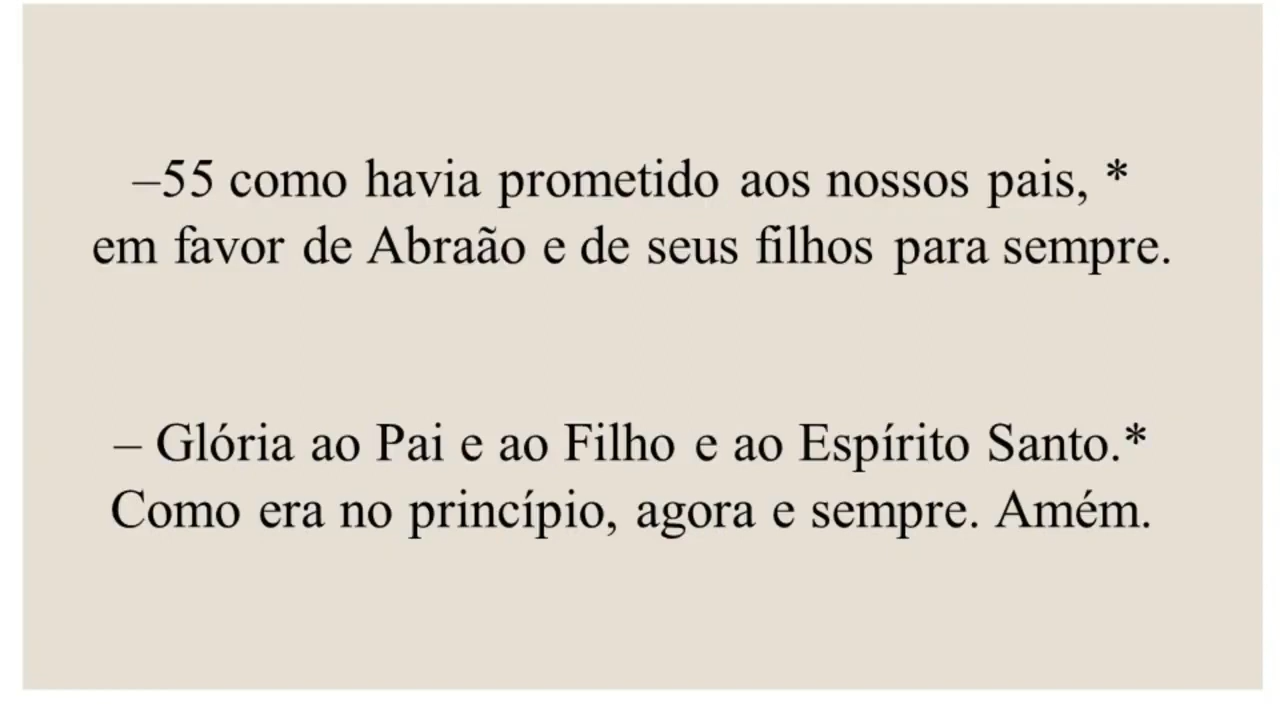 –55 como havia prometido aos nossos pais, *
em favor de Abraão e de seus filhos para sempre.
– Glória ao Pai e ao Filho e ao Espírito Santo.*
Como era no princípio, agora e sempre. Amém.